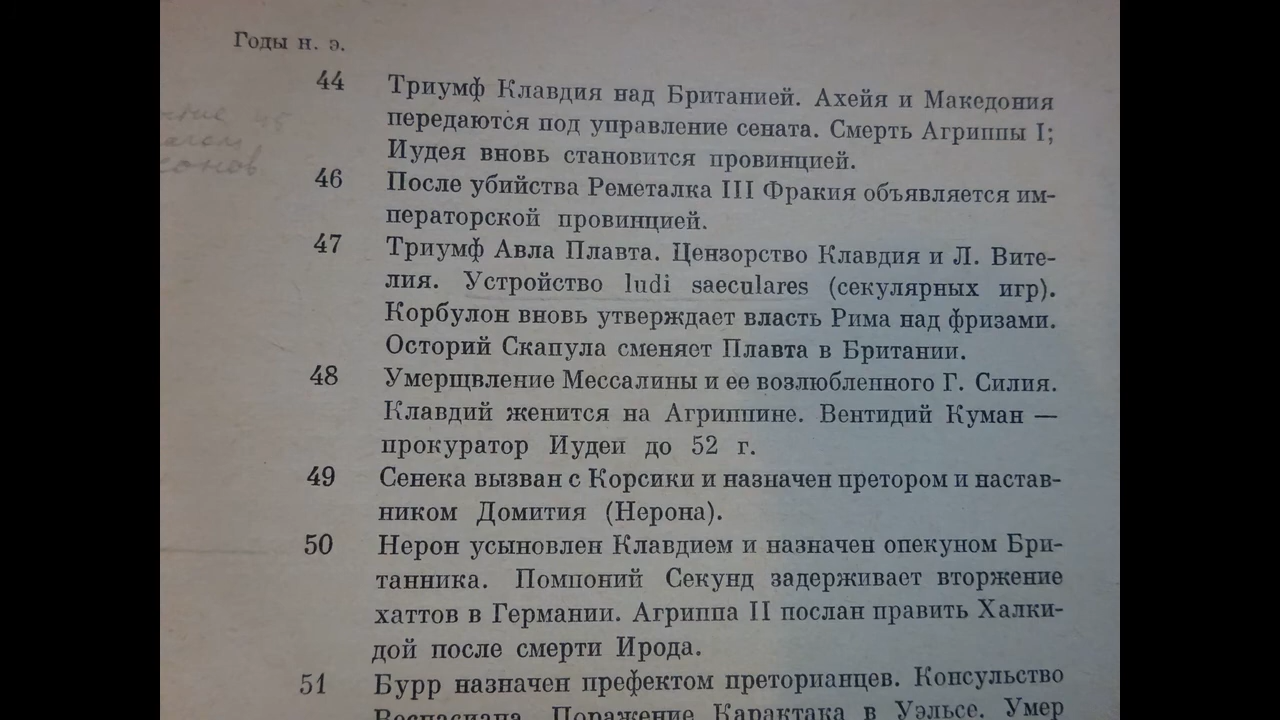 Годы н. э.
44 Триумф Клавдия над Британией. Ахейя и Македония
передаются под управление сената. Смерть Агриппы I;
Иудея вновь становится провинцией.
46 После убийства Реметалка III Фракия объявляется им-
ператорской провинцией.
47 Триумф Авла Плавта. Цензорство Клавдия и Л. Вите-
лия. Устройство ludi saeculares (секулярных игр).
Корбулон вновь утверждает власть Рима над фризами.
Осторий Скапула сменяет Плавта в Британии.
48 Умерщвление Мессалины и ее возлюбленного Г. Силия.
Клавдий женится на Агриппине. Вентидий Куман —
прокуратор Иудеи до 52 г.
49 Сенека вызван с Корсики и назначен претором и настав-
ником Домития (Нерона).
50 Нерон усыновлен Клавдием и назначен опекуном Бри-
танника. Помпоний Секунд задерживает вторжение
хаттов в Германии. Агриппа II послан править Халки-
дой после смерти Ирода.
51 Бурр назначен префектом преторианцев. Консульство
Веспасиана. Поражение Карактака в Уэльсе. Умер